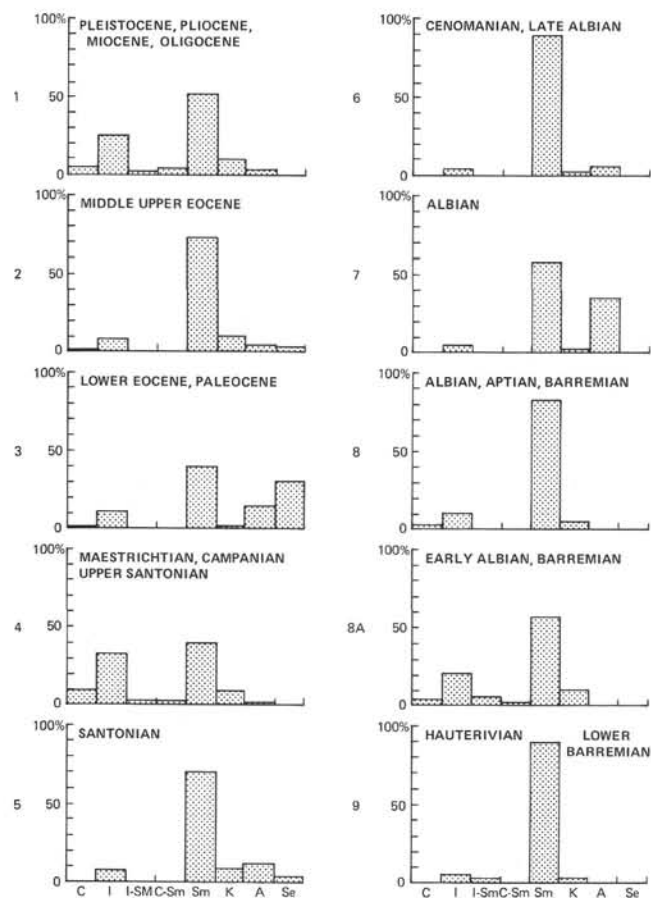 100%
PLEISTOCENE, PLIOCENE,
MIOCENE, OLIGOCENE
50
1
0
100%
MIDDLE UPPER EOCENE
2
50
0
100%
LOWER EOCENE, PALEOCENE
3
50
0
100%
MAESTRICHTIAN, CAMPANIAN
UPPER SANTONIAN
4
50
0
100%
SANTONIAN
5
50
0
C I I-SM C-Sm Sm K A Se
100%
CENOMANIAN, LATE ALBIAN
6
50
0
100%
ALBIAN
7
50
0
100%
ALBIAN, APTIAN, BARREMIAN
8
50
0
100%
EARLY ALBIAN, BARREMIAN
8A
50
0
100%
HAUTERIVIAN LOWER
BARREMIAN
9
50
0
C I I-Sm C-Sm Sm K A Se